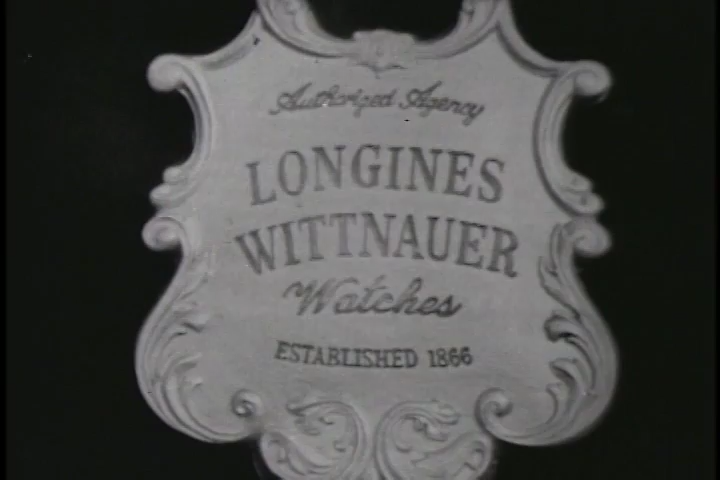 Authorized Agency
LONGINES
WITTNAUER
Watches
ESTABLISHED 1866